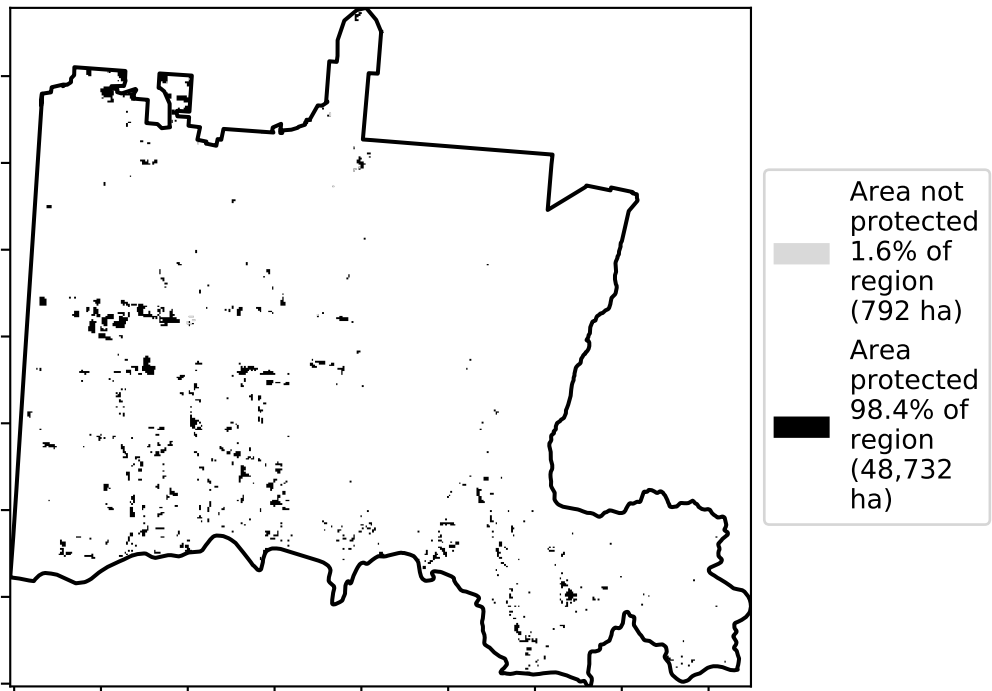 Area not
protected
1.6% of
region
(792 ha)
Area
protected
98.4% of
region
(48,732
ha)